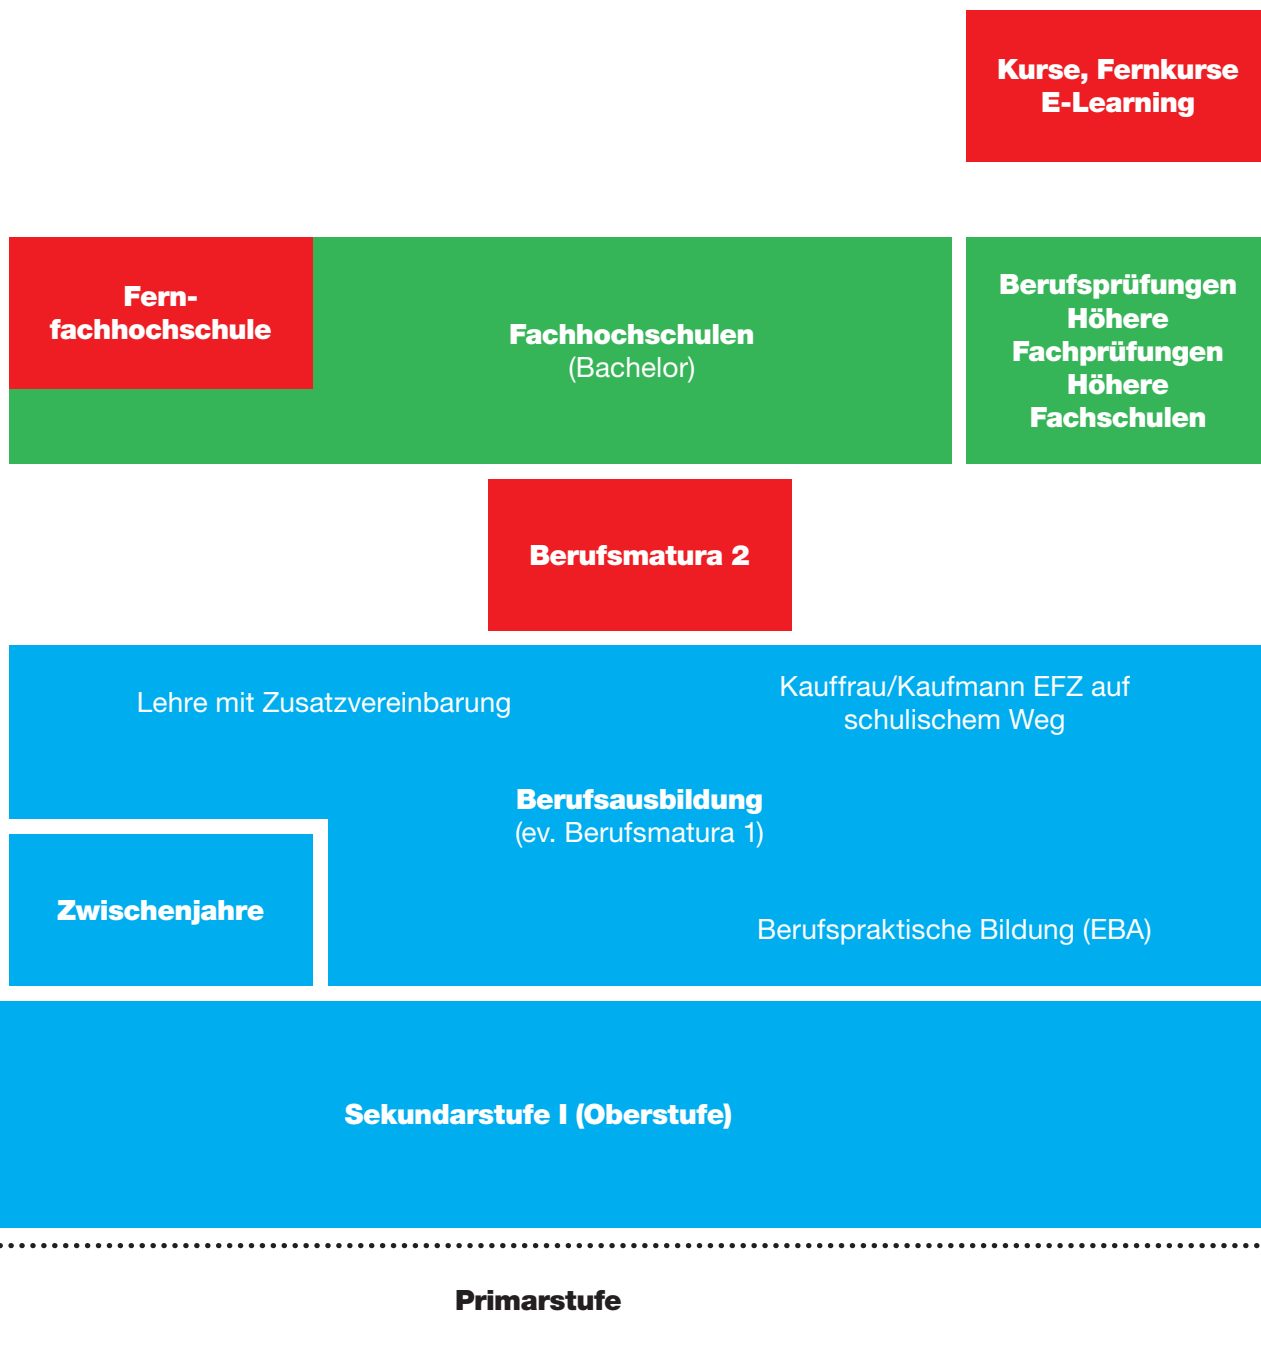 Kurse, Fernkurse
E-Learning
Fern-
fachhochschule
Fachhochschulen
(Bachelor)
Berufsprüfungen
Höhere
Fachprüfungen
Höhere
Fachschulen
Berufsmatura 2
Lehre mit Zusatzvereinbarung
Kauffrau/Kaufmann EFZ auf
schulischem Weg
Berufsausbildung
(ev. Berufsmatura 1)
Zwischenjahre
Berufspraktische Bildung (EBA)
Sekundarstufe I (Oberstufe)
Primarstufe